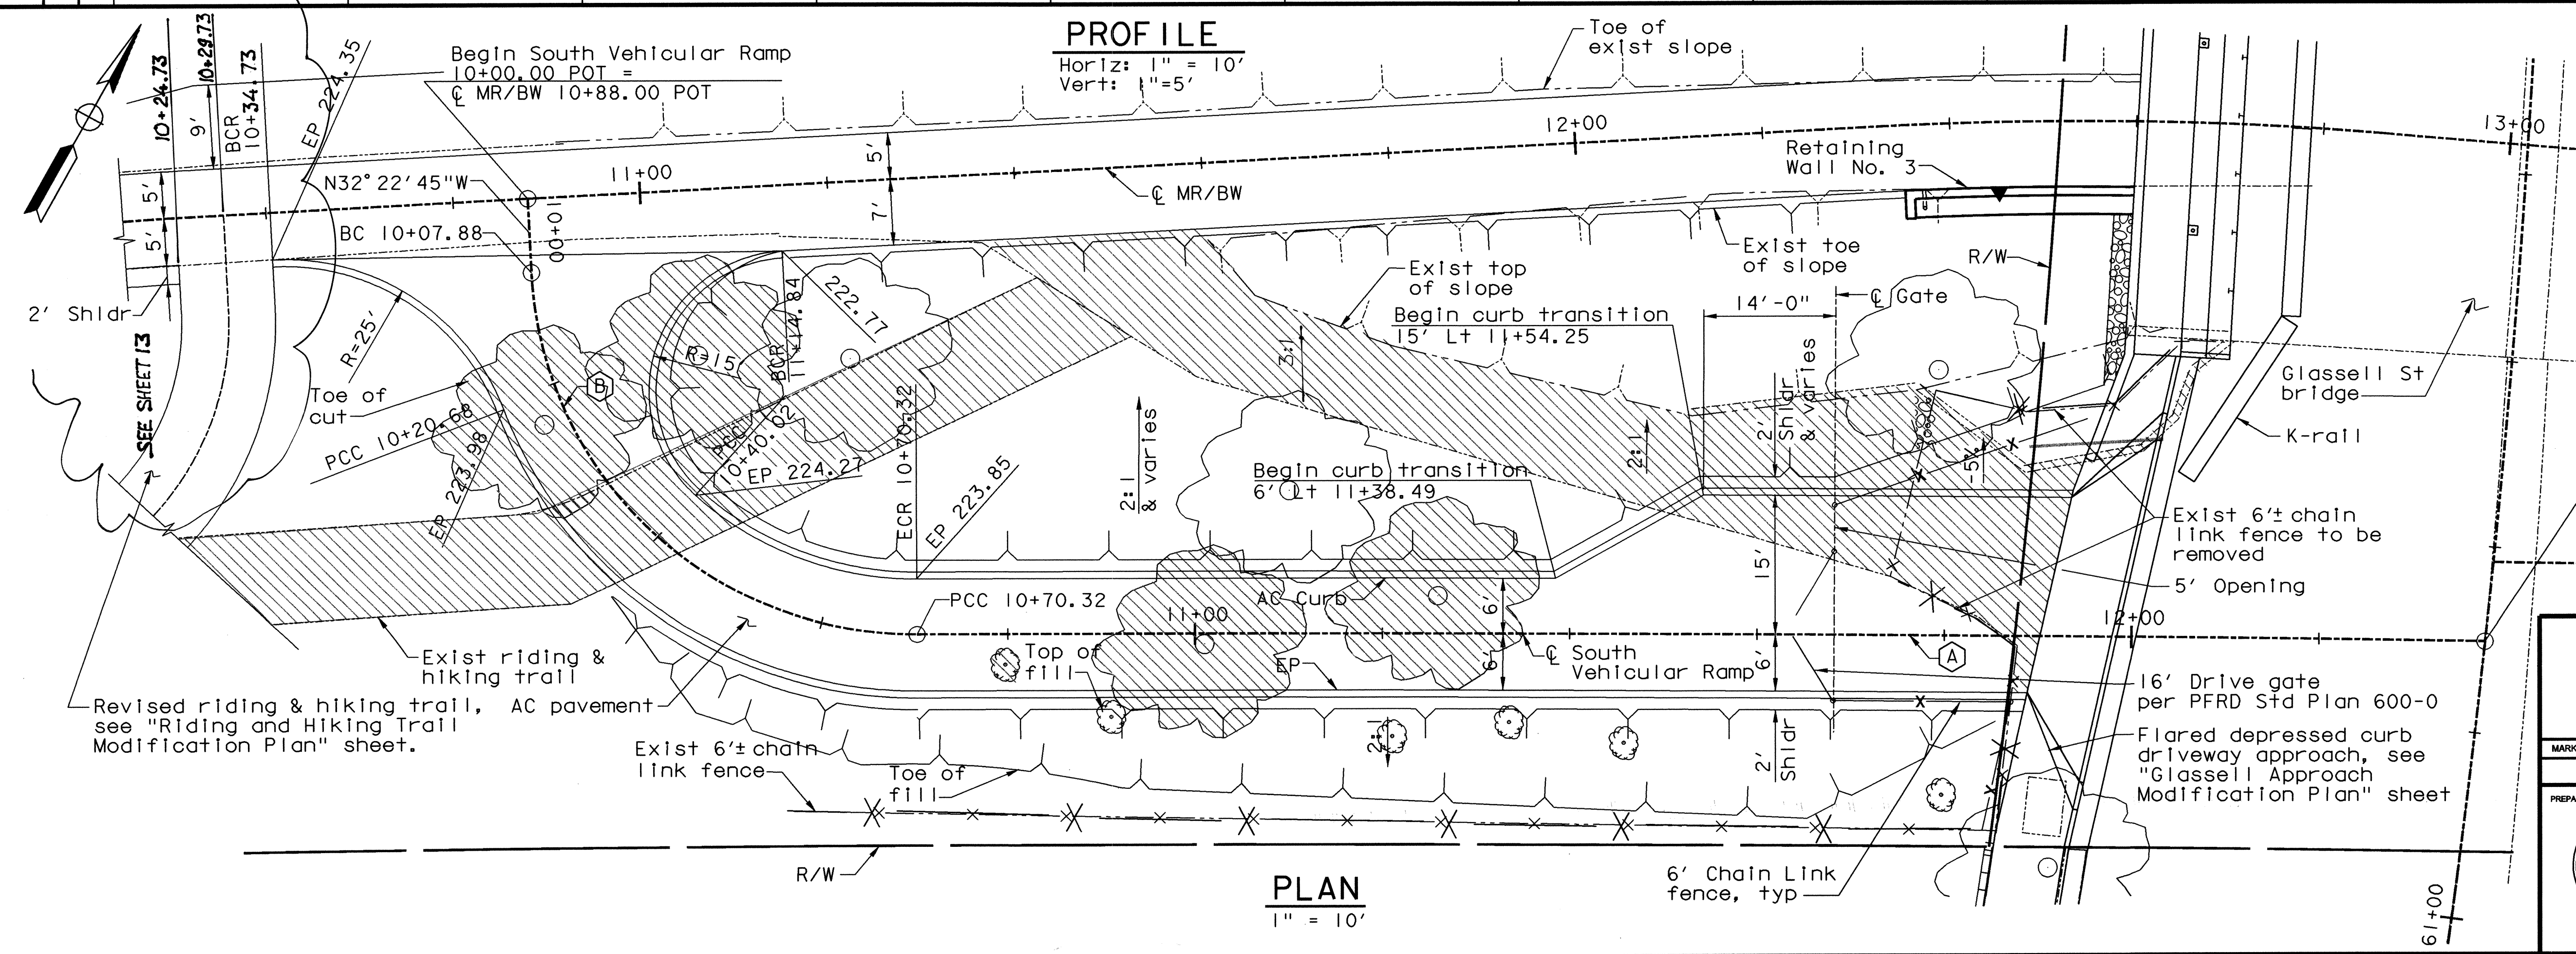 PROFILE
Horiz: 1" = 10'
Vert: 1"=5'
Toe of
exist slope
Begin South Vehicular Ramp
10+00.00 POT =
℄ MR/BW 10+88.00 POT
10+24.73
10+29.73
9'
BCR
10+34.73
EP 224.35
N32°22'45"W
11+00
5'
7'
℄ MR/BW
12+00
13+00
Retaining
Wall No. 3
5'
5'
BC 10+07.88
10+00
2' Shldr
R=25'
SEE SHEET 13
Toe of
cut
B
PCC 10+20.68
EP 223.98
R=15'
BCR
11+14.84
222.77
PCC
10+40.02
EP 224.27
ECR 10+70.32
EP 223.85
2:1
& varies
Exist top
of slope
Exist toe
of slope
R/W
Begin curb transition
15' Lt 11+54.25
14'-0"
℄ Gate
3:1
2:1
2'
Shldr
& varies
Begin curb transition
6' Lt 11+38.49
Glassell St
bridge
K-rail
Exist 6'± chain
link fence to be
removed
5' Opening
15'
6'
6'
6'
PCC 10+70.32
11+00
AC Curb
12+00
A
Top of
fill
EP
℄ South
Vehicular Ramp
Exist riding &
hiking trail
Revised riding & hiking trail,
see "Riding and Hiking Trail
Modification Plan" sheet.
AC pavement
16' Drive gate
per PFRD Std Plan 600-0
Exist 6'± chain
link fence
Toe of
fill
2:1
2'
Shldr
Flared depressed curb
driveway approach, see
"Glassell Approach
Modification Plan" sheet
R/W
6' Chain Link
fence, typ
PLAN
1" = 10'
61+00
MARK
PREPA